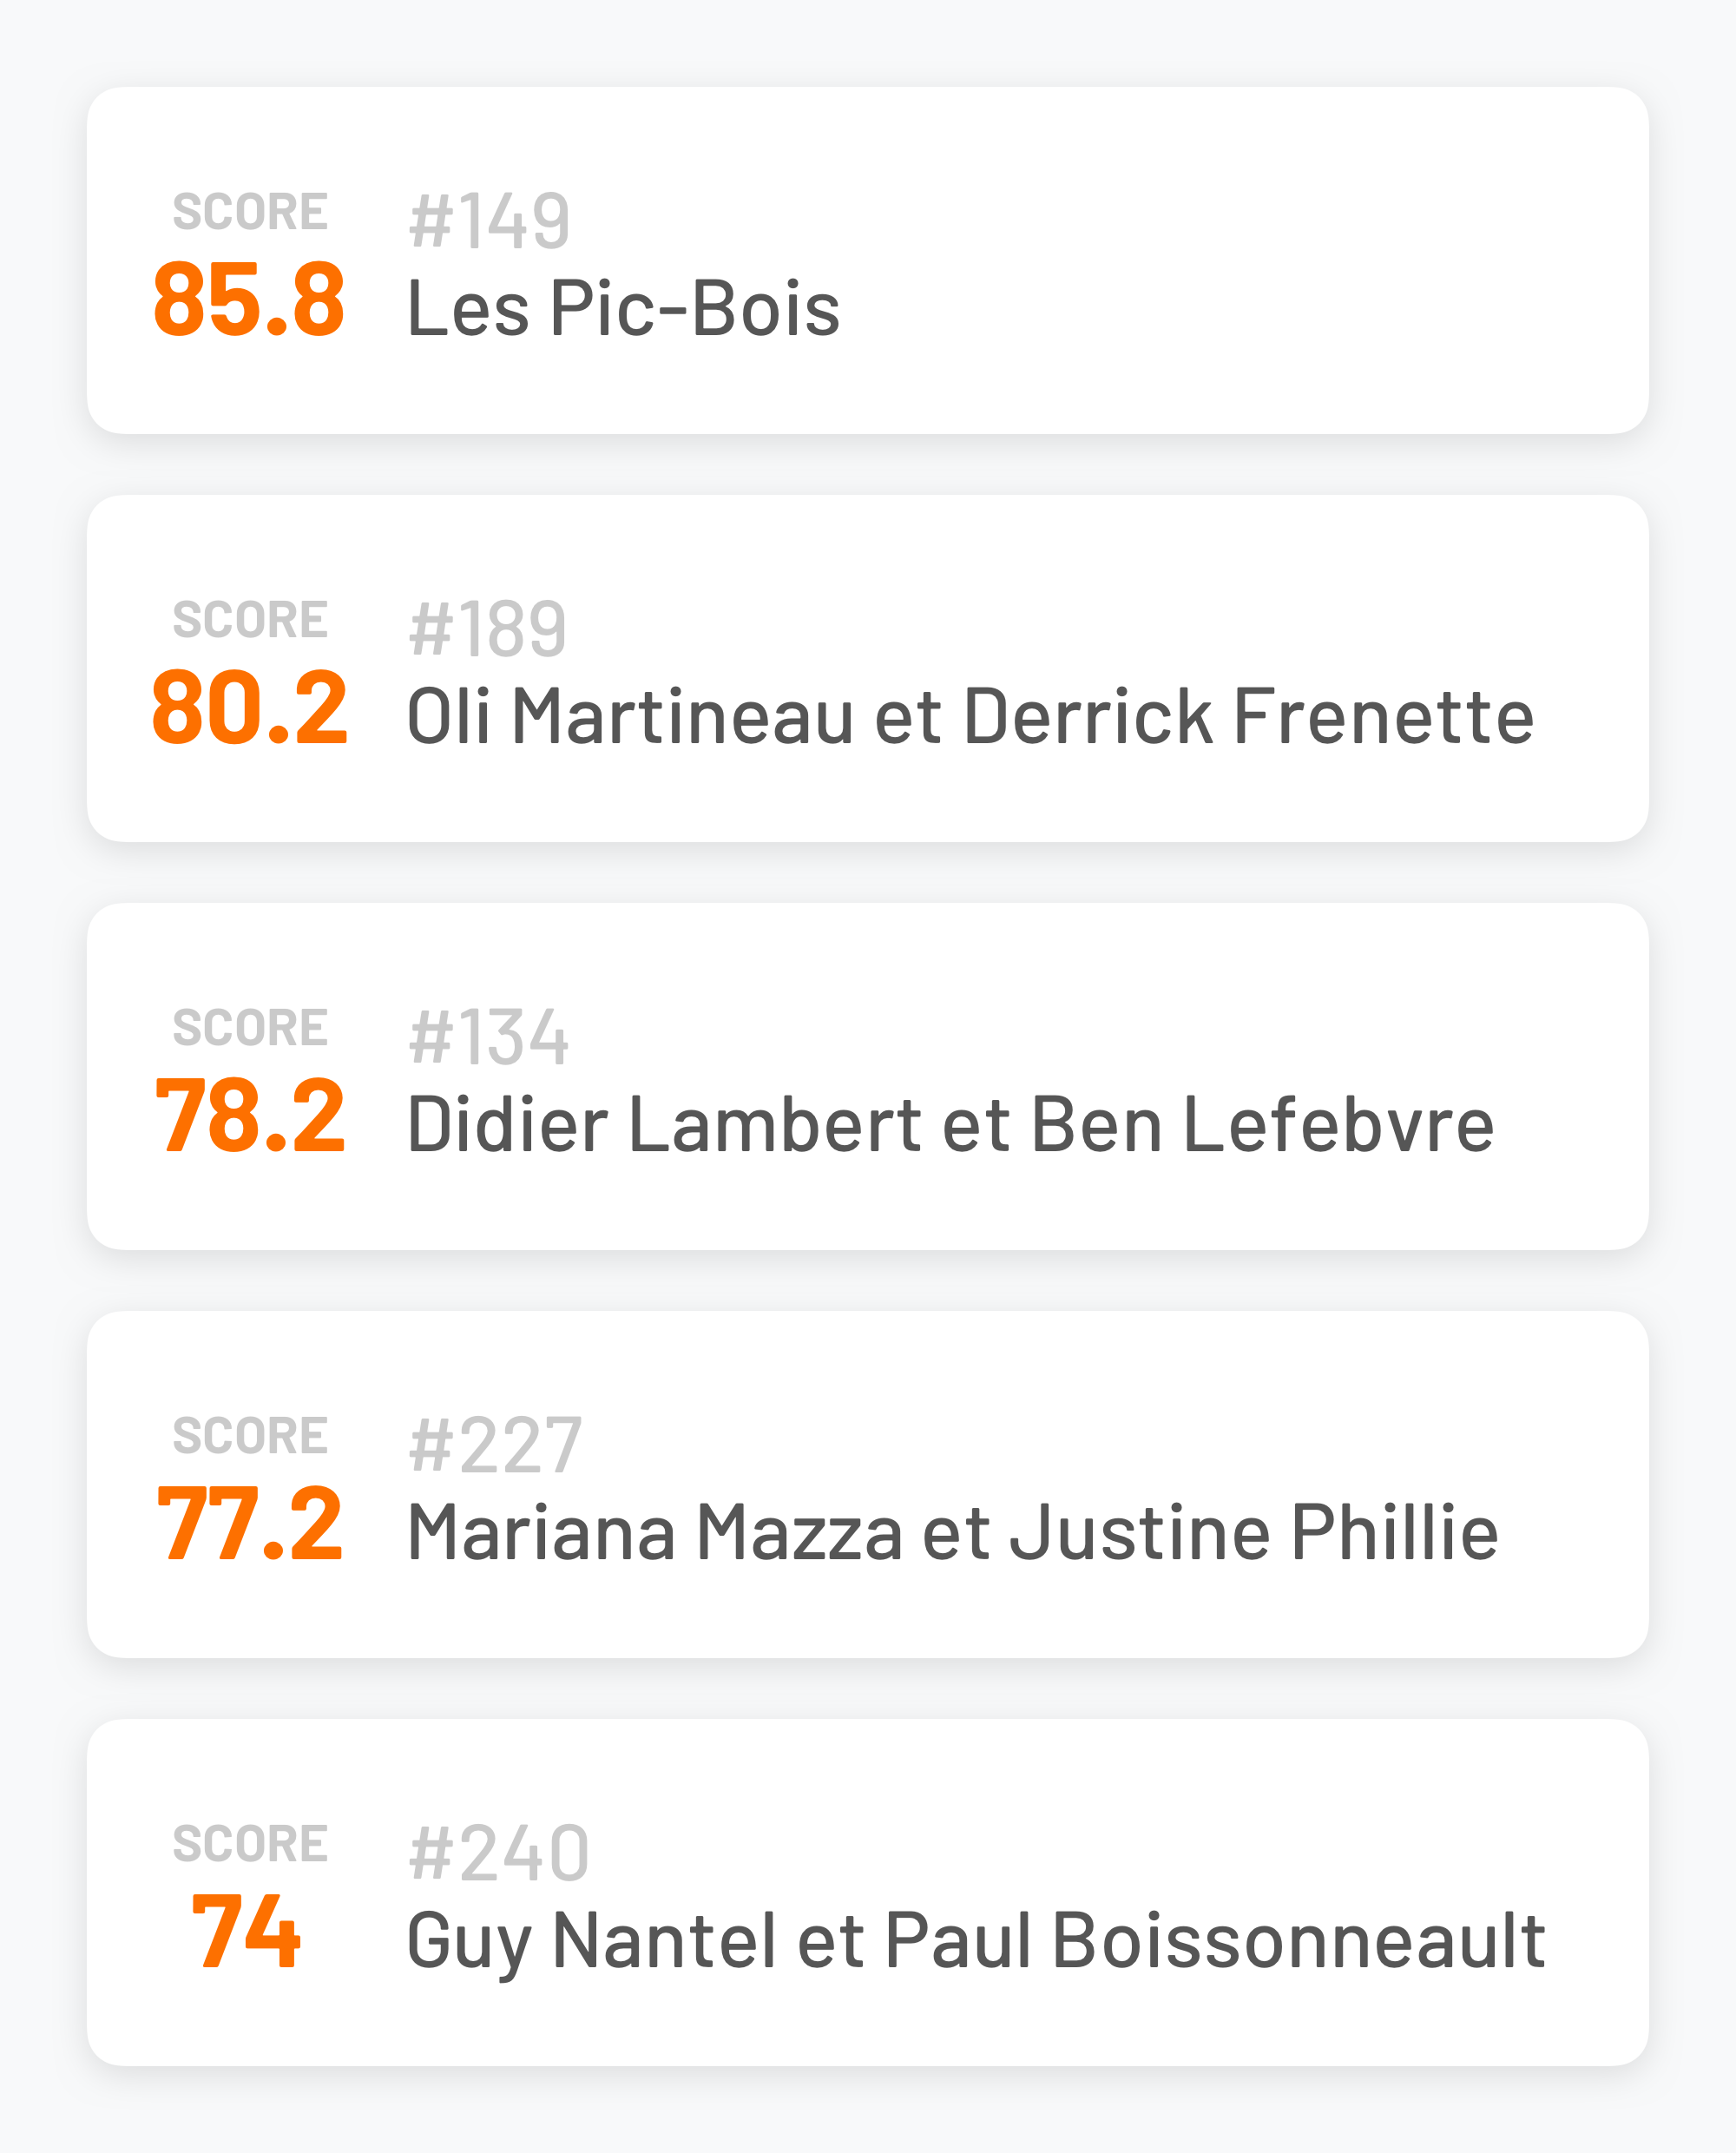 SCORE
85.8
#149
Les Pic-Bois
SCORE
80.2
#189
Oli Martineau et Derrick Frenette
SCORE
78.2
#134
Didier Lambert et Ben Lefebvre
SCORE
77.2
#227
Mariana Mazza et Justine Phillie
SCORE
74
#240
Guy Nantel et Paul Boissonneault